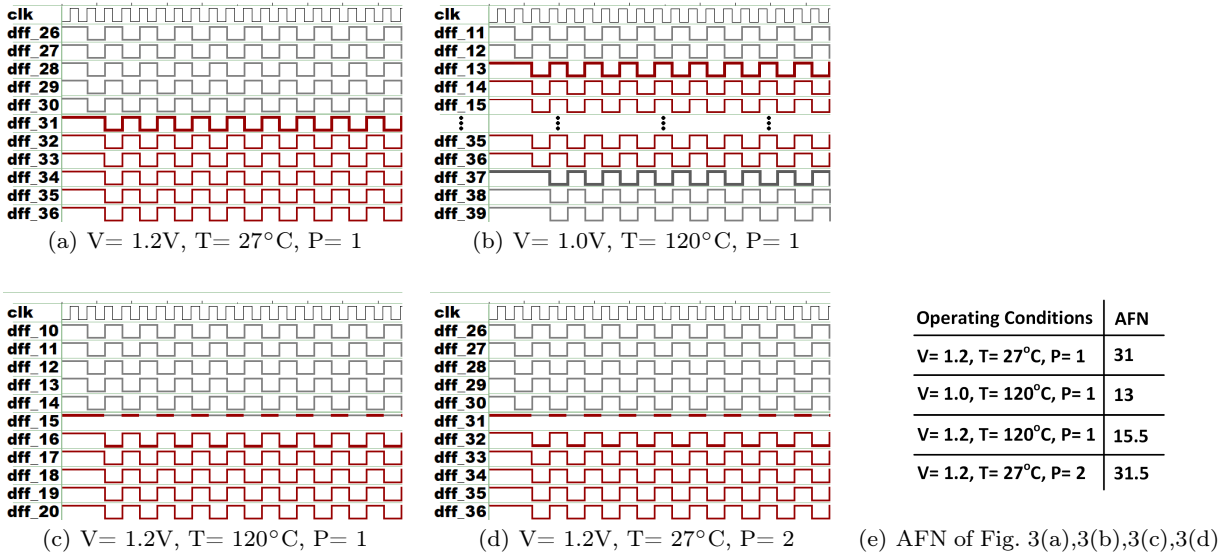 clk
dff_26
dff_27
dff_28
dff_29
dff_30
dff_31
dff_32
dff_33
dff_34
dff_35
dff_36
(a) V= 1.2V, T= 27°C, P= 1
clk
dff_11
dff_12
dff_13
dff_14
dff_15
dff_35
dff_36
dff_37
dff_38
dff_39
(b) V= 1.0V, T= 120°C, P= 1
clk
dff_10
dff_11
dff_12
dff_13
dff_14
dff_15
dff_16
dff_17
dff_18
dff_19
dff_20
(c) V= 1.2V, T= 120°C, P= 1
clk
dff_26
dff_27
dff_28
dff_29
dff_30
dff_31
dff_32
dff_33
dff_34
dff_35
dff_36
(d) V= 1.2V, T= 27°C, P= 2
Operating Conditions AFN
V= 1.2, T= 27°C, P= 1 31
V= 1.0, T= 120°C, P= 1 13
V= 1.2, T= 120°C, P= 1 15.5
V= 1.2, T= 27°C, P= 2 31.5
(e) AFN of Fig. 3(a),3(b),3(c),3(d)